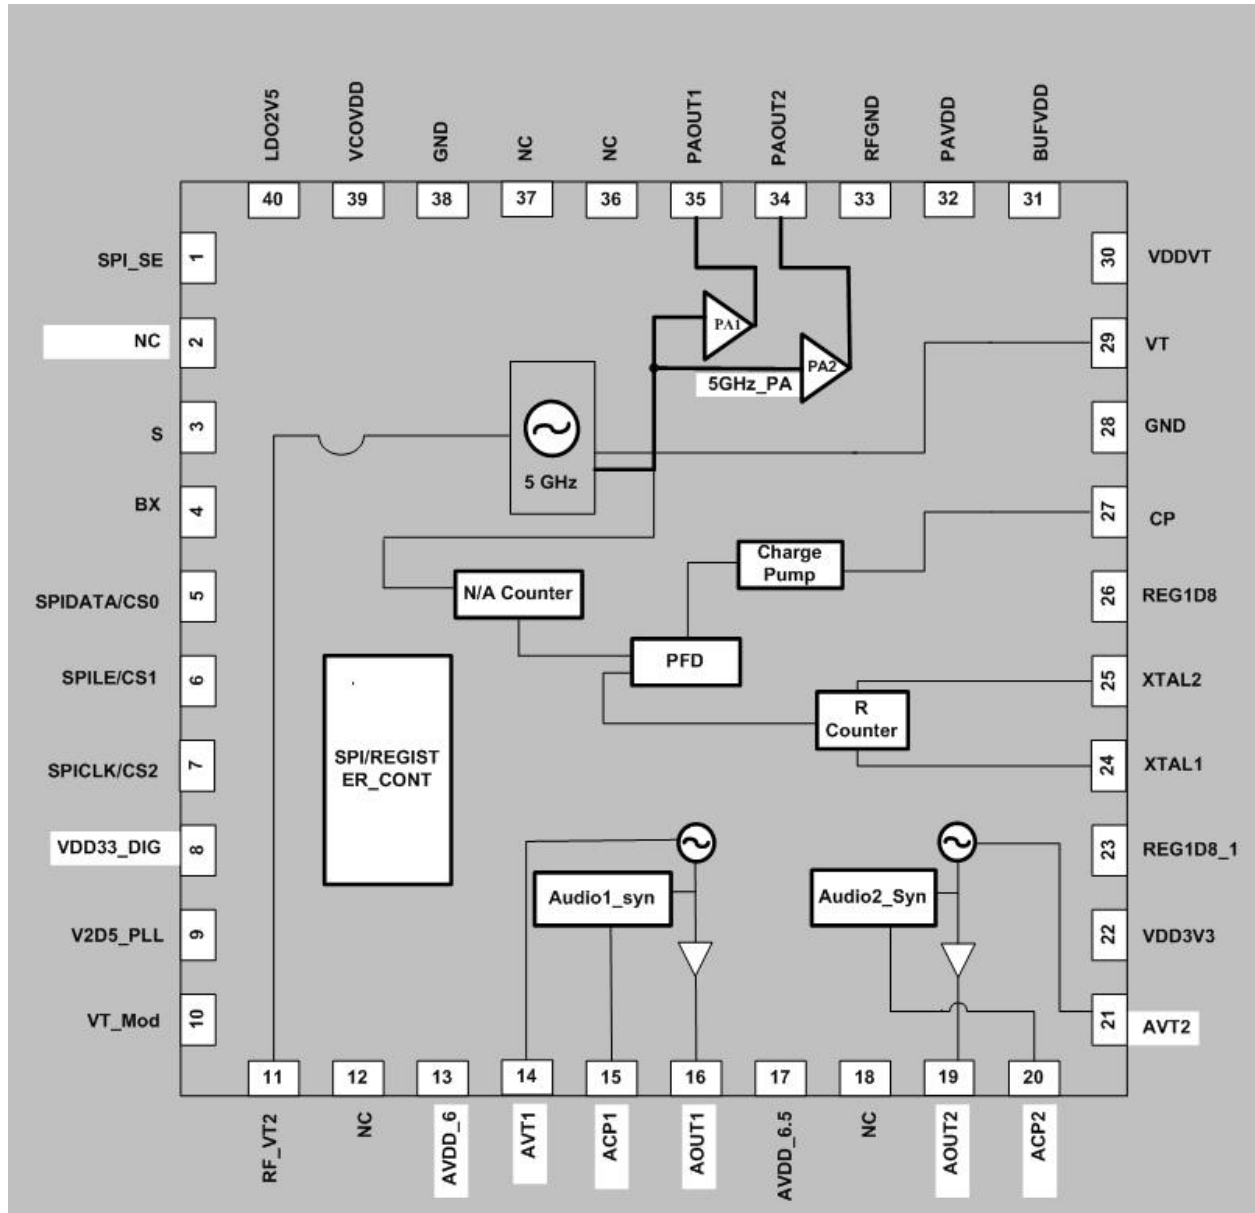 LDO2V5
VCOVDD
GND
NC
NC
PAOUT1
PAOUT2
RFGND
PAVDD
BUFVDD
40
39
38
37
36
35
34
33
32
31
SPI_SE
1
30
VDDVT
NC
2
PA1
29
VT
PA2
5GHz_PA
S
3
28
GND
5 GHz
BX
4
27
CP
Charge
Pump
SPIDATA/CS0
5
N/A Counter
26
REG1D8
SPILE/CS1
6
PFD
25
XTAL2
R
Counter
SPICLK/CS2
7
SPI/REGIST
ER_CONT
24
XTAL1
VDD33_DIG
8
23
REG1D8_1
Audio1_syn
Audio2_Syn
V2D5_PLL
9
22
VDD3V3
VT_Mod
10
21
AVT2
11
12
13
14
15
16
17
18
19
20
RF_VT2
NC
AVDD_6
AVT1
ACP1
AOUT1
AVDD_6.5
NC
AOUT2
ACP2